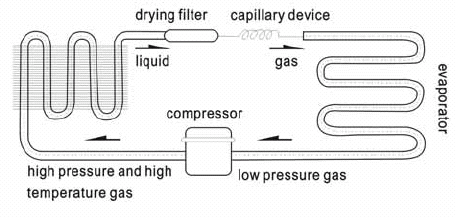 drying filter
capillary device
liquid
gas
evaporator
compressor
high pressure and high
temperature gas
low pressure gas